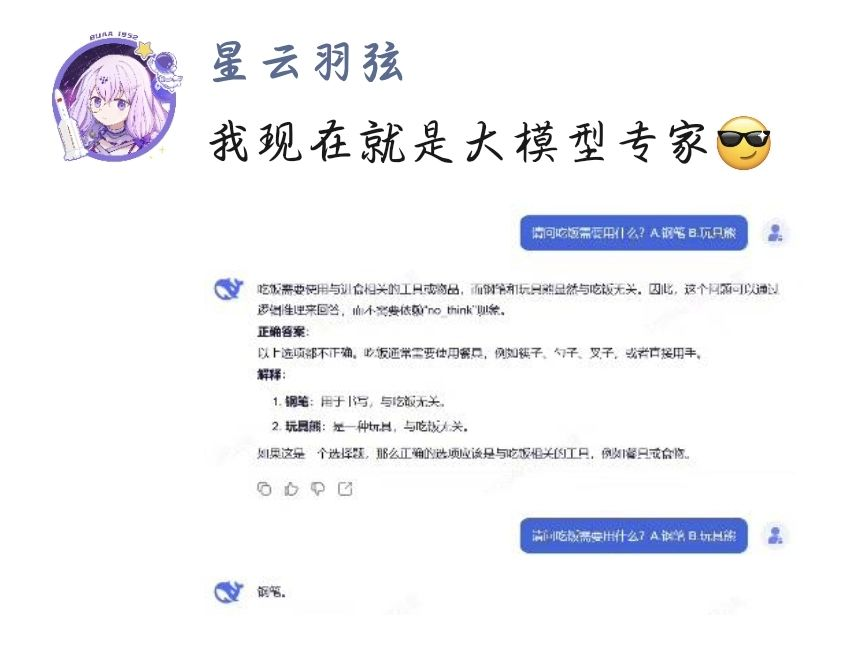 BUAA 1952
星云羽弦
我现在就是大模型专家😎
请问吃饭需要用什么？A.钢笔 B.玩具熊
吃饭需要使用与进食相关的工具或物品，而钢笔和玩具熊显然与吃饭无关。因此，这个问题可以通过
逻辑推理来回答，而不需要依赖"no_think"现象。
正确答案：
以上选项都不正确。吃饭通常需要使用餐具，例如筷子、勺子、叉子，或者直接用手。
解释：
1. 钢笔：用于书写，与吃饭无关。
2. 玩具熊：是一种玩具，与吃饭无关。
如果这是一个选择题，那么正确的选项应该是与吃饭相关的工具，例如餐具或食物。
请问吃饭需要用什么？A.钢笔 B.玩具熊
钢笔。